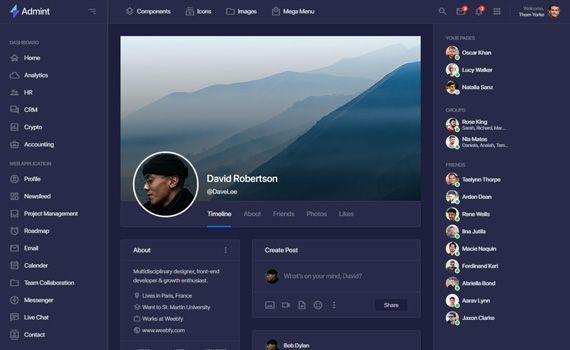 Admint
Components
Icons
Images
Mega Menu
Welcome,
Thom Yorke
DASHBOARD
Home
Analytics
HR
CRM
Crypto
Accounting
WEB APPLICATION
Profile
Newsfeed
Project Management
Roadmap
Email
Calender
Team Collaboration
Messenger
Live Chat
Contact
David Robertson
@DaveLee
Timeline
About
Friends
Photos
Likes
About
Multidisciplinary designer, front-end
developer & growth enthusiast.
Lives in Paris, France
Went to St. Martin University
Works at Weebfy
www.weebfy.com
Create Post
What's on your mind, David?
Share
Bob Dylan
YOUR PAGES
Oscar Khan
Lucy Walker
Natalia Sanz
GROUPS
Rose King
Sarah, Richard, Mar...
Nia Matos
Daniela, Aneish, Tam...
FRIENDS
Taelynn Thorpe
Arden Dean
Rene Wells
Iina Jutila
Macie Naquin
Ferdinand Karl
Abriella Bond
Aarav Lynn
Jaxon Clarke